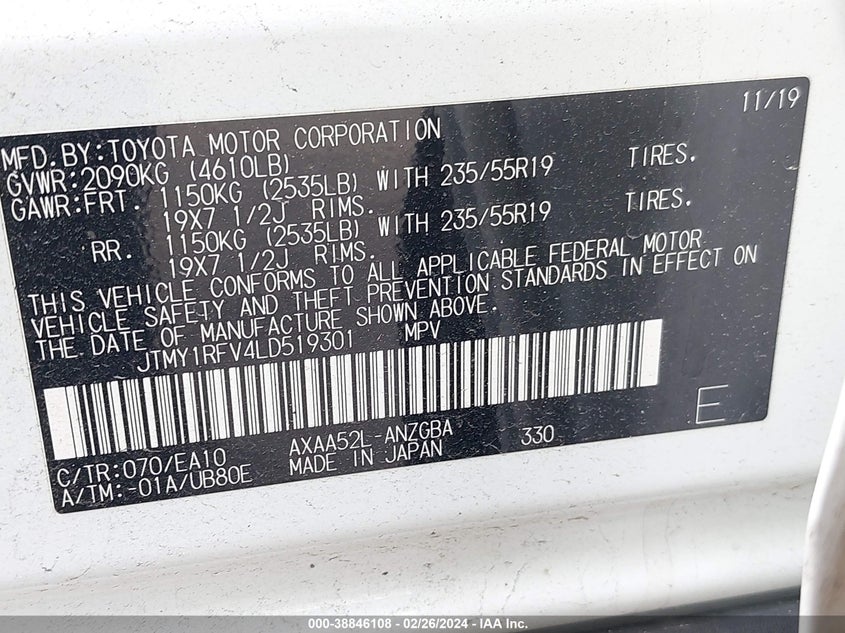 11/19
MFD. BY:TOYOTA MOTOR CORPORATION
GVWR:2090KG (4610LB)
GAWR:FRT. 1150KG (2535LB) WITH 235/55R19 TIRES.
19X7 1/2J RIMS.
RR. 1150KG (2535LB) WITH 235/55R19 TIRES.
19X7 1/2J RIMS.
THIS VEHICLE CONFORMS TO ALL APPLICABLE FEDERAL MOTOR
VEHICLE SAFETY AND THEFT PREVENTION STANDARDS IN EFFECT ON
THE DATE OF MANUFACTURE SHOWN ABOVE.
JTMY1RFV4LD519301 MPV
E
C/TR:070/EA10 AXAA52L-ANZGBA 330
A/TM:-01A/UB80E MADE IN JAPAN
000-38846108 - 02/26/2024 - IAA Inc.